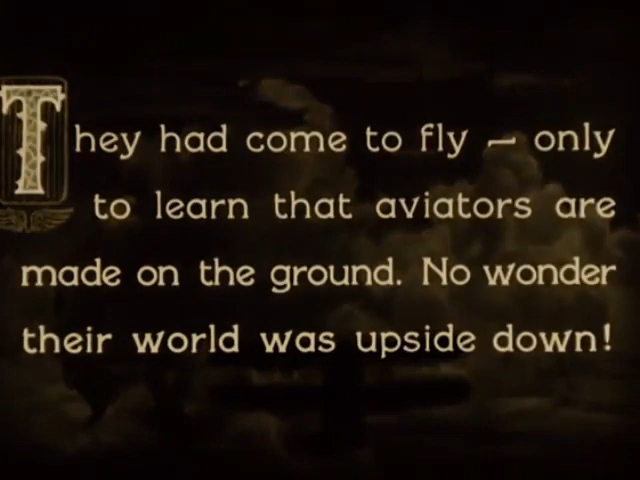 They had come to fly — only
to learn that aviators are
made on the ground. No wonder
their world was upside down!